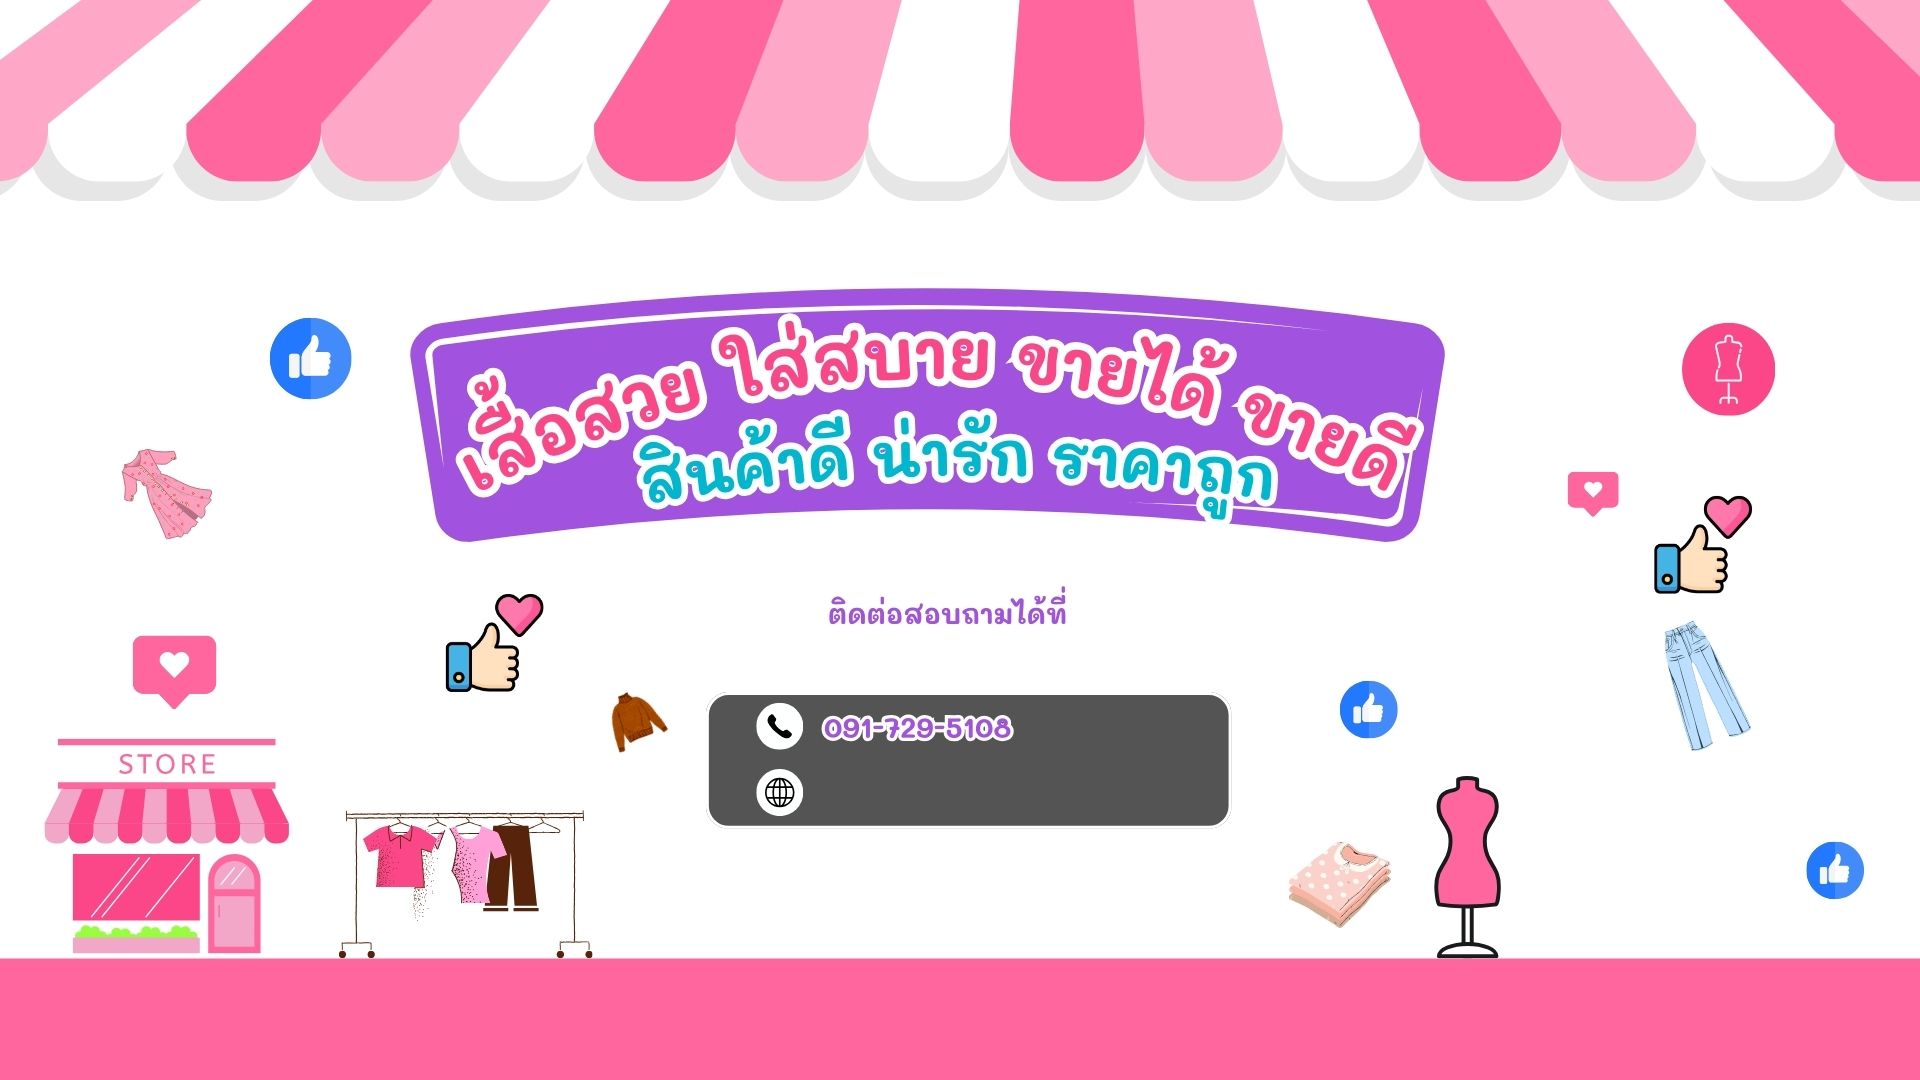 เสื้อสวย ใส่สบาย ขายได้ ขายดี
สินค้าดี น่ารัก ราคาถูก
ติดต่อสอบถามได้ที่
091-729-5108
STORE